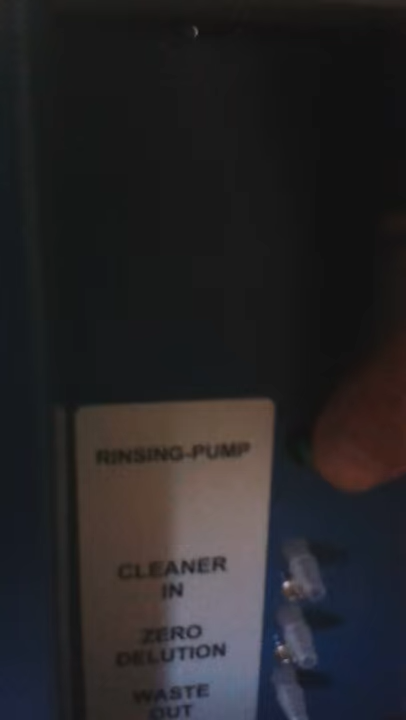 RINSING-PUMP
CLEANER
IN
ZERO
DELUTION
WASTE
OUT